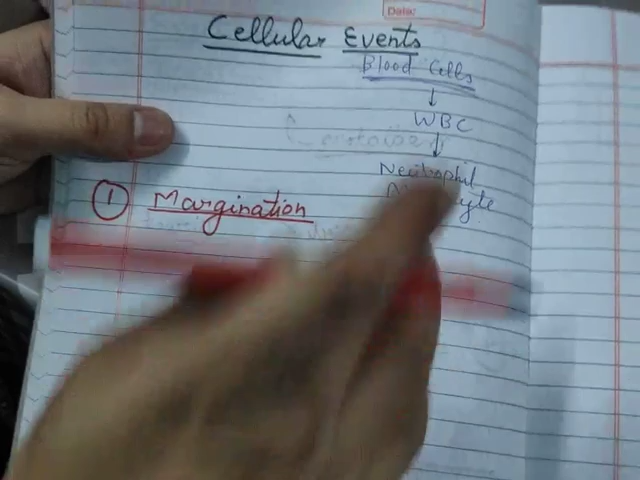 Date:
Cellular Events
Blood Cells
↓
WBC
↓
Neutrophil
① Margination